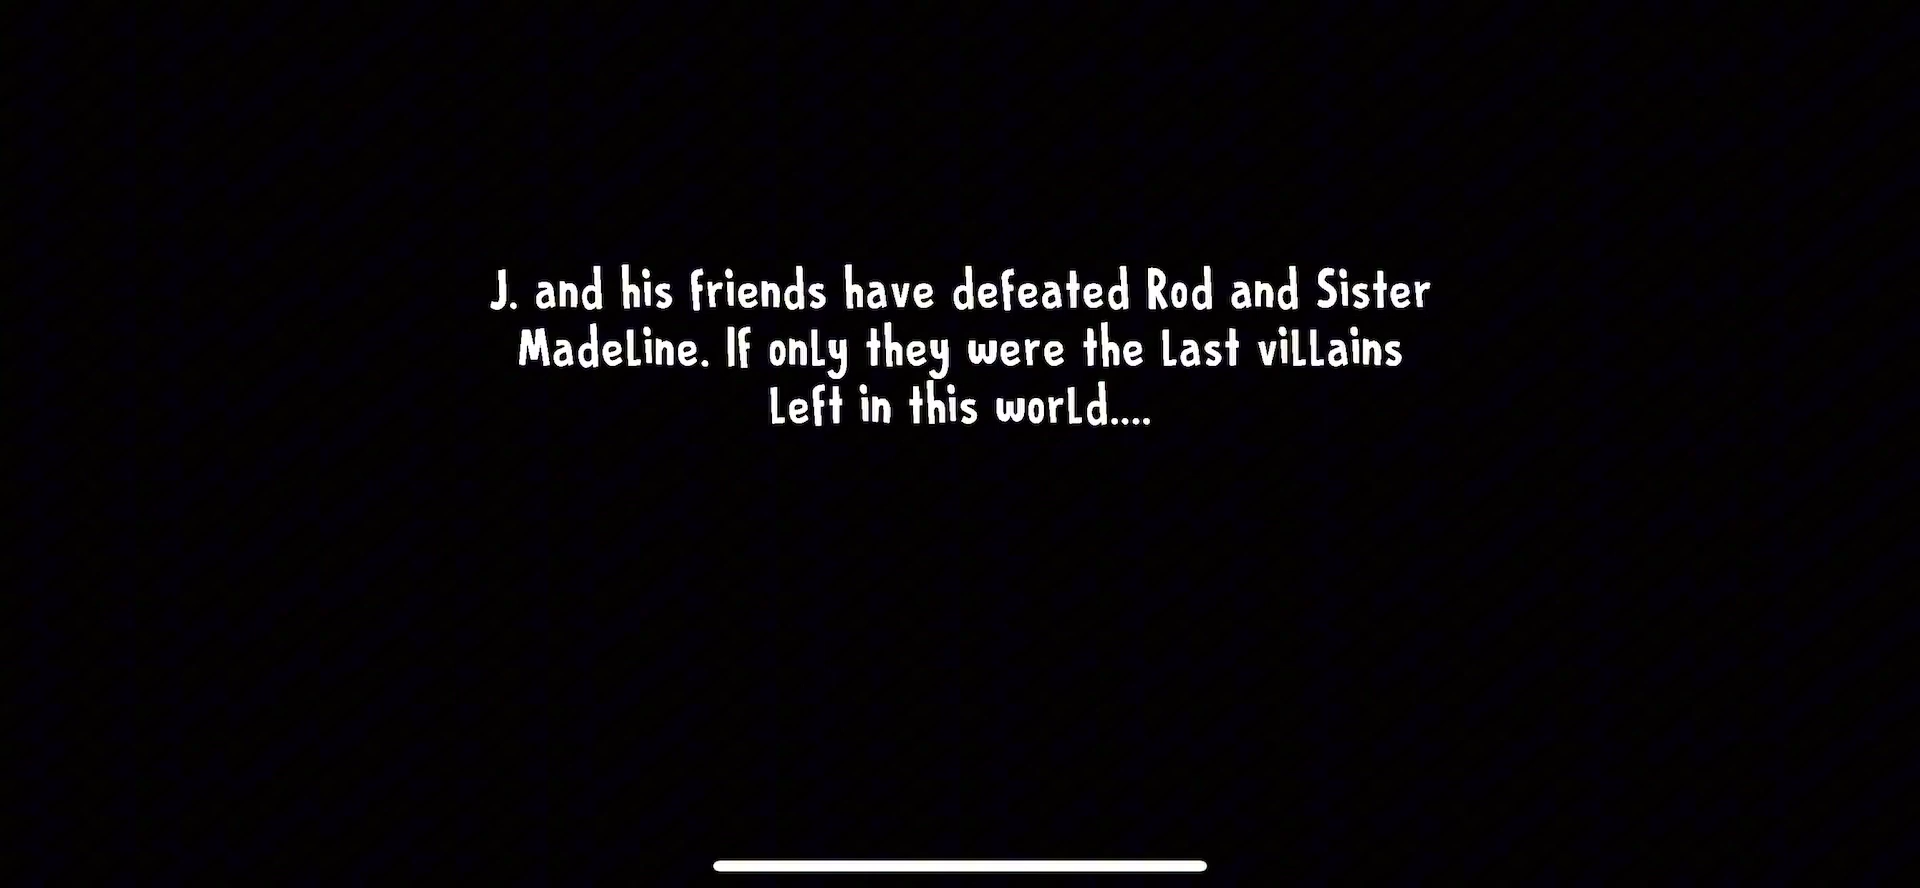 J. and his friends have defeated Rod and Sister
Madeline. If only they were the last villains
left in this world....